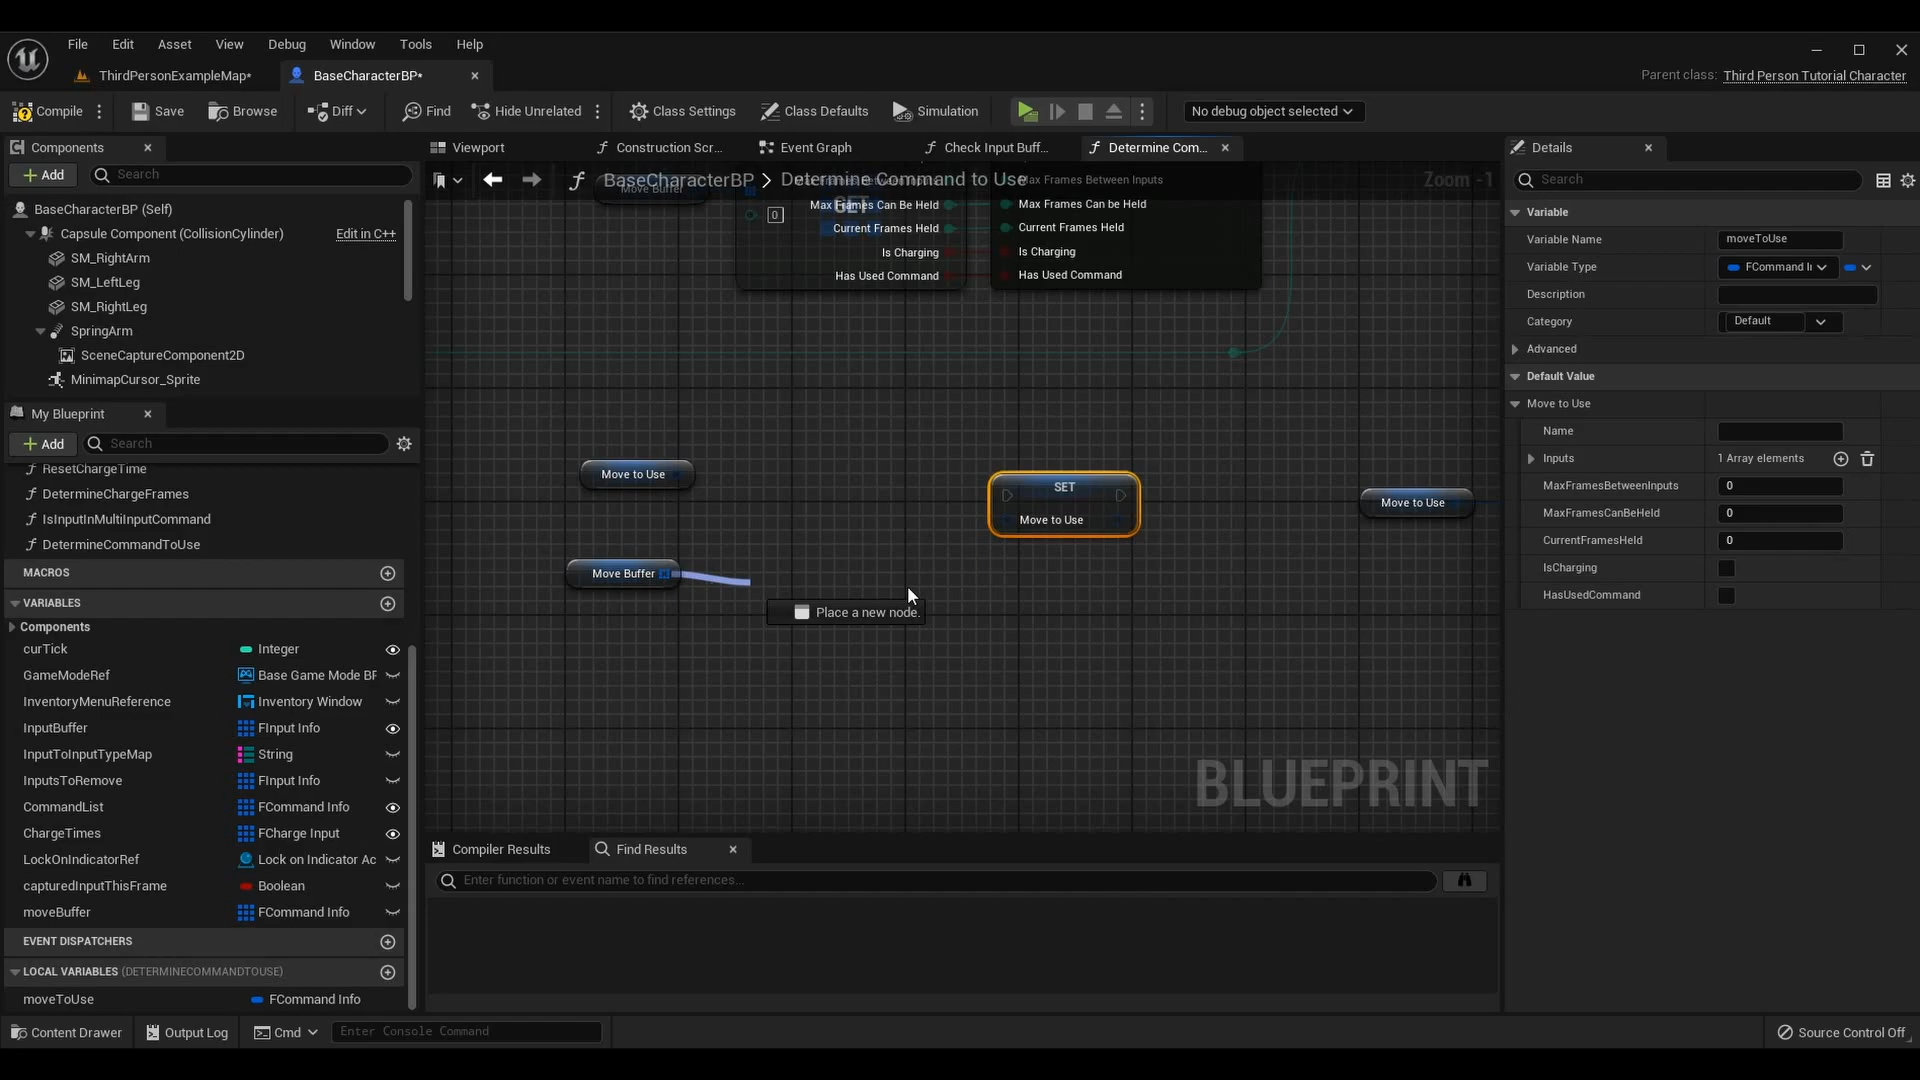 File Edit Asset View Debug Window Tools Help
ThirdPersonExampleMap*
BaseCharacterBP*
Parent class: Third Person Tutorial Character
Compile Save Browse Diff Find Hide Unrelated Class Settings Class Defaults Simulation No debug object selected
Components
Add Search
BaseCharacterBP (Self)
Capsule Component (CollisionCylinder) Edit in C++
SM_RightArm
SM_LeftLeg
SM_RightLeg
SpringArm
SceneCaptureComponent2D
MinimapCursor_Sprite
My Blueprint
Add Search
ResetChargeTime
DetermineChargeFrames
IsInputInMultiInputCommand
DetermineCommandToUse
MACROS
VARIABLES
Components
curTick Integer
GameModeRef Base Game Mode BF
InventoryMenuReference Inventory Window
InputBuffer FInput Info
InputToInputTypeMap String
InputsToRemove FInput Info
CommandList FCommand Info
ChargeTimes FCharge Input
LockOnIndicatorRef Lock on Indicator Ac
capturedInputThisFrame Boolean
moveBuffer FCommand Info
EVENT DISPATCHERS
LOCAL VARIABLES (DETERMINECOMMANDTOUSE)
moveToUse FCommand Info
Viewport Construction Scr... Event Graph Check Input Buff... Determine Com...
BaseCharacterBP > Determine Command to Use
Zoom -1
Move Buffer
SET
0
Max Frames Between Inputs
Max Frames Can Be Held Max Frames Can be Held
Current Frames Held Current Frames Held
Is Charging Is Charging
Has Used Command Has Used Command
Move to Use
SET
Move to Use
Move to Use
Move Buffer
Place a new node.
BLUEPRINT
Compiler Results Find Results
Enter function or event name to find references...
Details
Search
Variable
Variable Name moveToUse
Variable Type FCommand I
Description
Category Default
Advanced
Default Value
Move to Use
Name
Inputs 1 Array elements
MaxFramesBetweenInputs 0
MaxFramesCanBeHeld 0
CurrentFramesHeld 0
IsCharging
HasUsedCommand
Content Drawer Output Log Cmd Enter Console Command Source Control Off